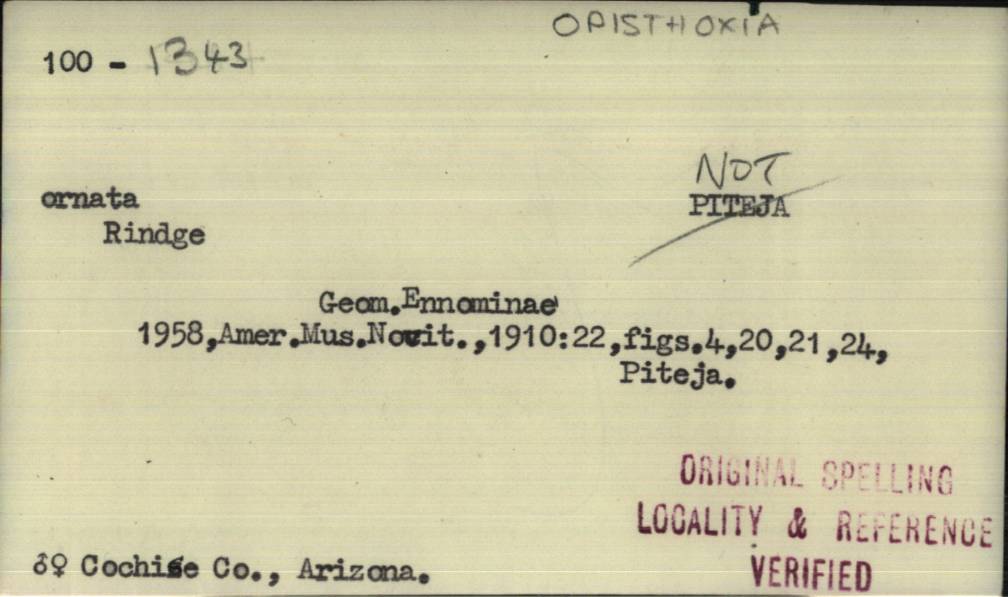 OPISTHOXIA
100 - 1343
NOT
ornata
PITEJA
Rindge
Geom.Ennominae
1958,Amer.Mus.Novit.,1910:22,figs.4,20,21,24,
Piteja.
ORIGINAL SPELLING
LOCALITY & REFERENCE
VERIFIED
♂♀ Cochise Co., Arizona.